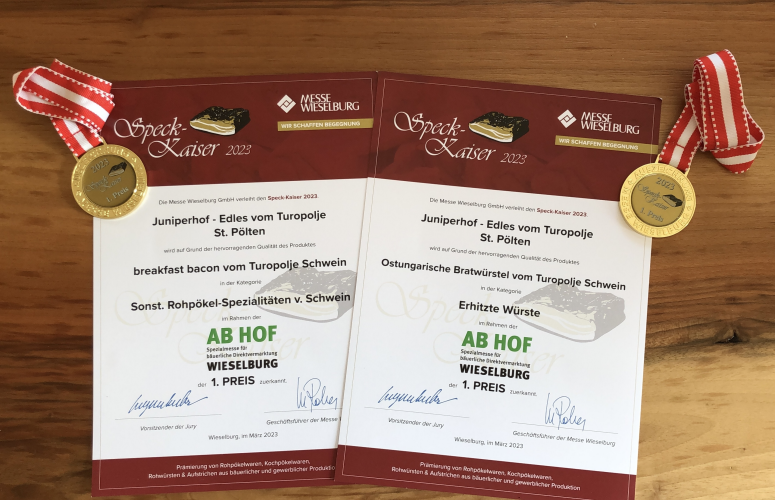 Speck-
Kaiser 2023
MESSE
WIESELBURG
WIR SCHAFFEN BEGEGNUNG
Die Messe Wieselburg GmbH verleiht den Speck-Kaiser 2023
Juniperhof - Edles vom Turopolje
St. Pölten
wird auf Grund der hervorragenden Qualität des Produktes
breakfast bacon vom Turopolje Schwein
in der Kategorie
Sonst. Rohpökel-Spezialitäten v. Schwein
im Rahmen der
AB HOF
Spezialmesse für
bäuerliche Direktvermarktung
WIESELBURG
der 1. PREIS zuerkannt.
Vorsitzender der Jury
Geschäftsführer der Messe
Wieselburg, im März 2023
Prämierung von Rohpökelwaren, Kochpökelwaren,
Rohwürsten & Aufstrichen aus bäuerlicher und gewerblicher Produktio
Speck-
Kaiser 2023
MESSE
WIESELBURG
WIR SCHAFFEN BEGEGNUNG
Die Messe Wieselburg GmbH verleiht den Speck-Kaiser 2023
Juniperhof - Edles vom Turopolje
St. Pölten
wird auf Grund der hervorragenden Qualität des Produktes
Ostungarische Bratwürstel vom Turopolje Schwein
in der Kategorie
Erhitzte Würste
im Rahmen der
AB HOF
Spezialmesse für
bäuerliche Direktvermarktung
WIESELBURG
der 1. PREIS zuerkannt.
Vorsitzender der Jury
Geschäftsführer der Messe Wieselburg
Wieselburg, im März 2023
Prämierung von Rohpökelwaren, Kochpökelwaren,
Rohwürsten & Aufstrichen aus bäuerlicher und gewerblicher Produktion
1. Preis
2023
1. Preis
WIESELBURG